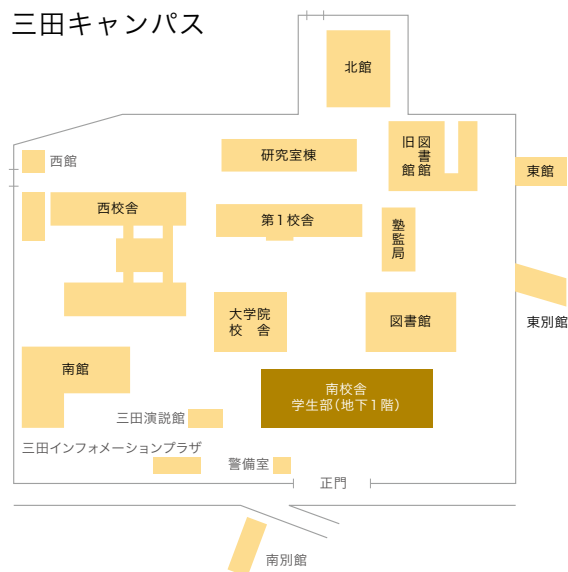 三田キャンパス
北館
研究室棟
図書館
旧館
東館
西館
西校舎
第1校舎
塾監局
大学院
校 舎
図書館
東別館
南館
南校舎
学生部(地下1階)
三田演説館
三田インフォメーションプラザ
警備室
正門
南別館